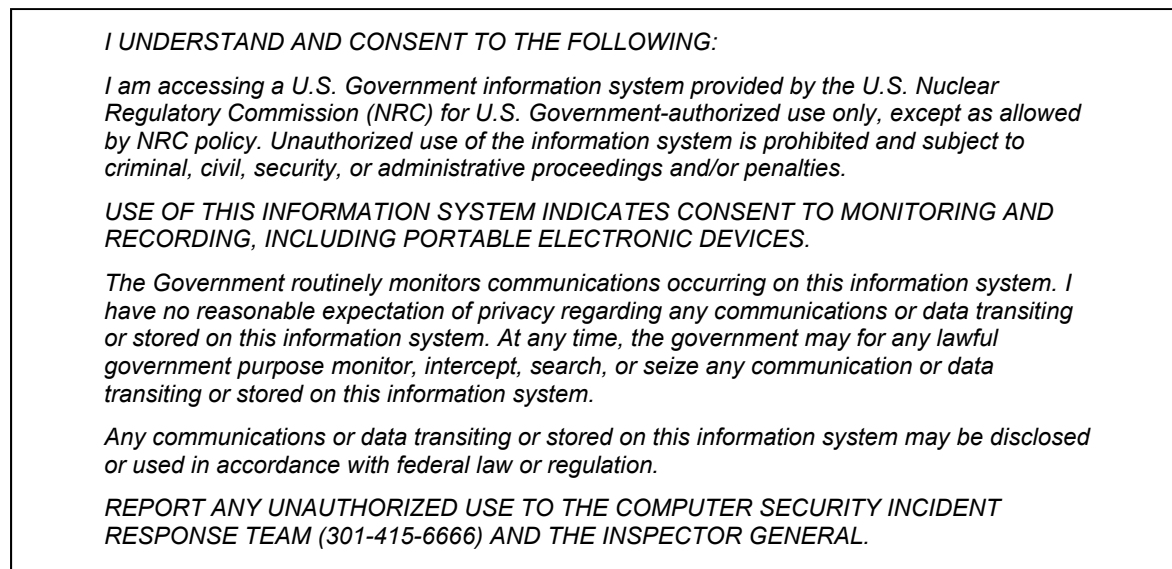 I UNDERSTAND AND CONSENT TO THE FOLLOWING:
I am accessing a U.S. Government information system provided by the U.S. Nuclear
Regulatory Commission (NRC) for U.S. Government-authorized use only, except as allowed
by NRC policy. Unauthorized use of the information system is prohibited and subject to
criminal, civil, security, or administrative proceedings and/or penalties.
USE OF THIS INFORMATION SYSTEM INDICATES CONSENT TO MONITORING AND
RECORDING, INCLUDING PORTABLE ELECTRONIC DEVICES.
The Government routinely monitors communications occurring on this information system. I
have no reasonable expectation of privacy regarding any communications or data transiting
or stored on this information system. At any time, the government may for any lawful
government purpose monitor, intercept, search, or seize any communication or data
transiting or stored on this information system.
Any communications or data transiting or stored on this information system may be disclosed
or used in accordance with federal law or regulation.
REPORT ANY UNAUTHORIZED USE TO THE COMPUTER SECURITY INCIDENT
RESPONSE TEAM (301-415-6666) AND THE INSPECTOR GENERAL.